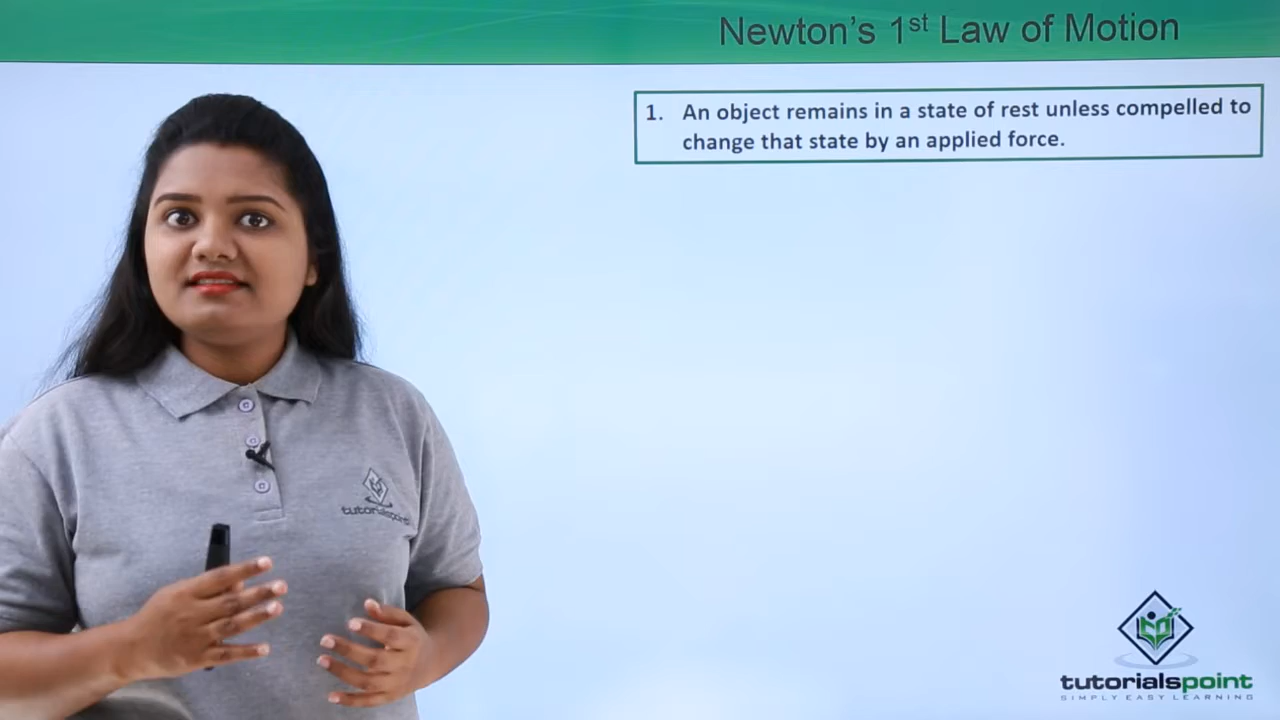 Newton's 1st Law of Motion
1. An object remains in a state of rest unless compelled to
change that state by an applied force.
tutorialspoint
tutorialspoint
SIMPLY EASY LEARNING